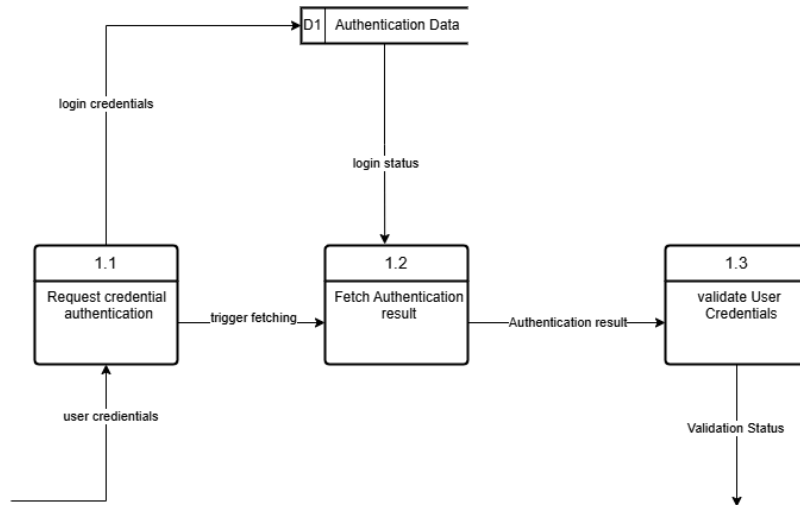 D1 Authentication Data
login credentials
login status
1.1
Request credential
authentication
trigger fetching
1.2
Fetch Authentication
result
Authentication result
1.3
validate User
Credentials
user credientials
Validation Status